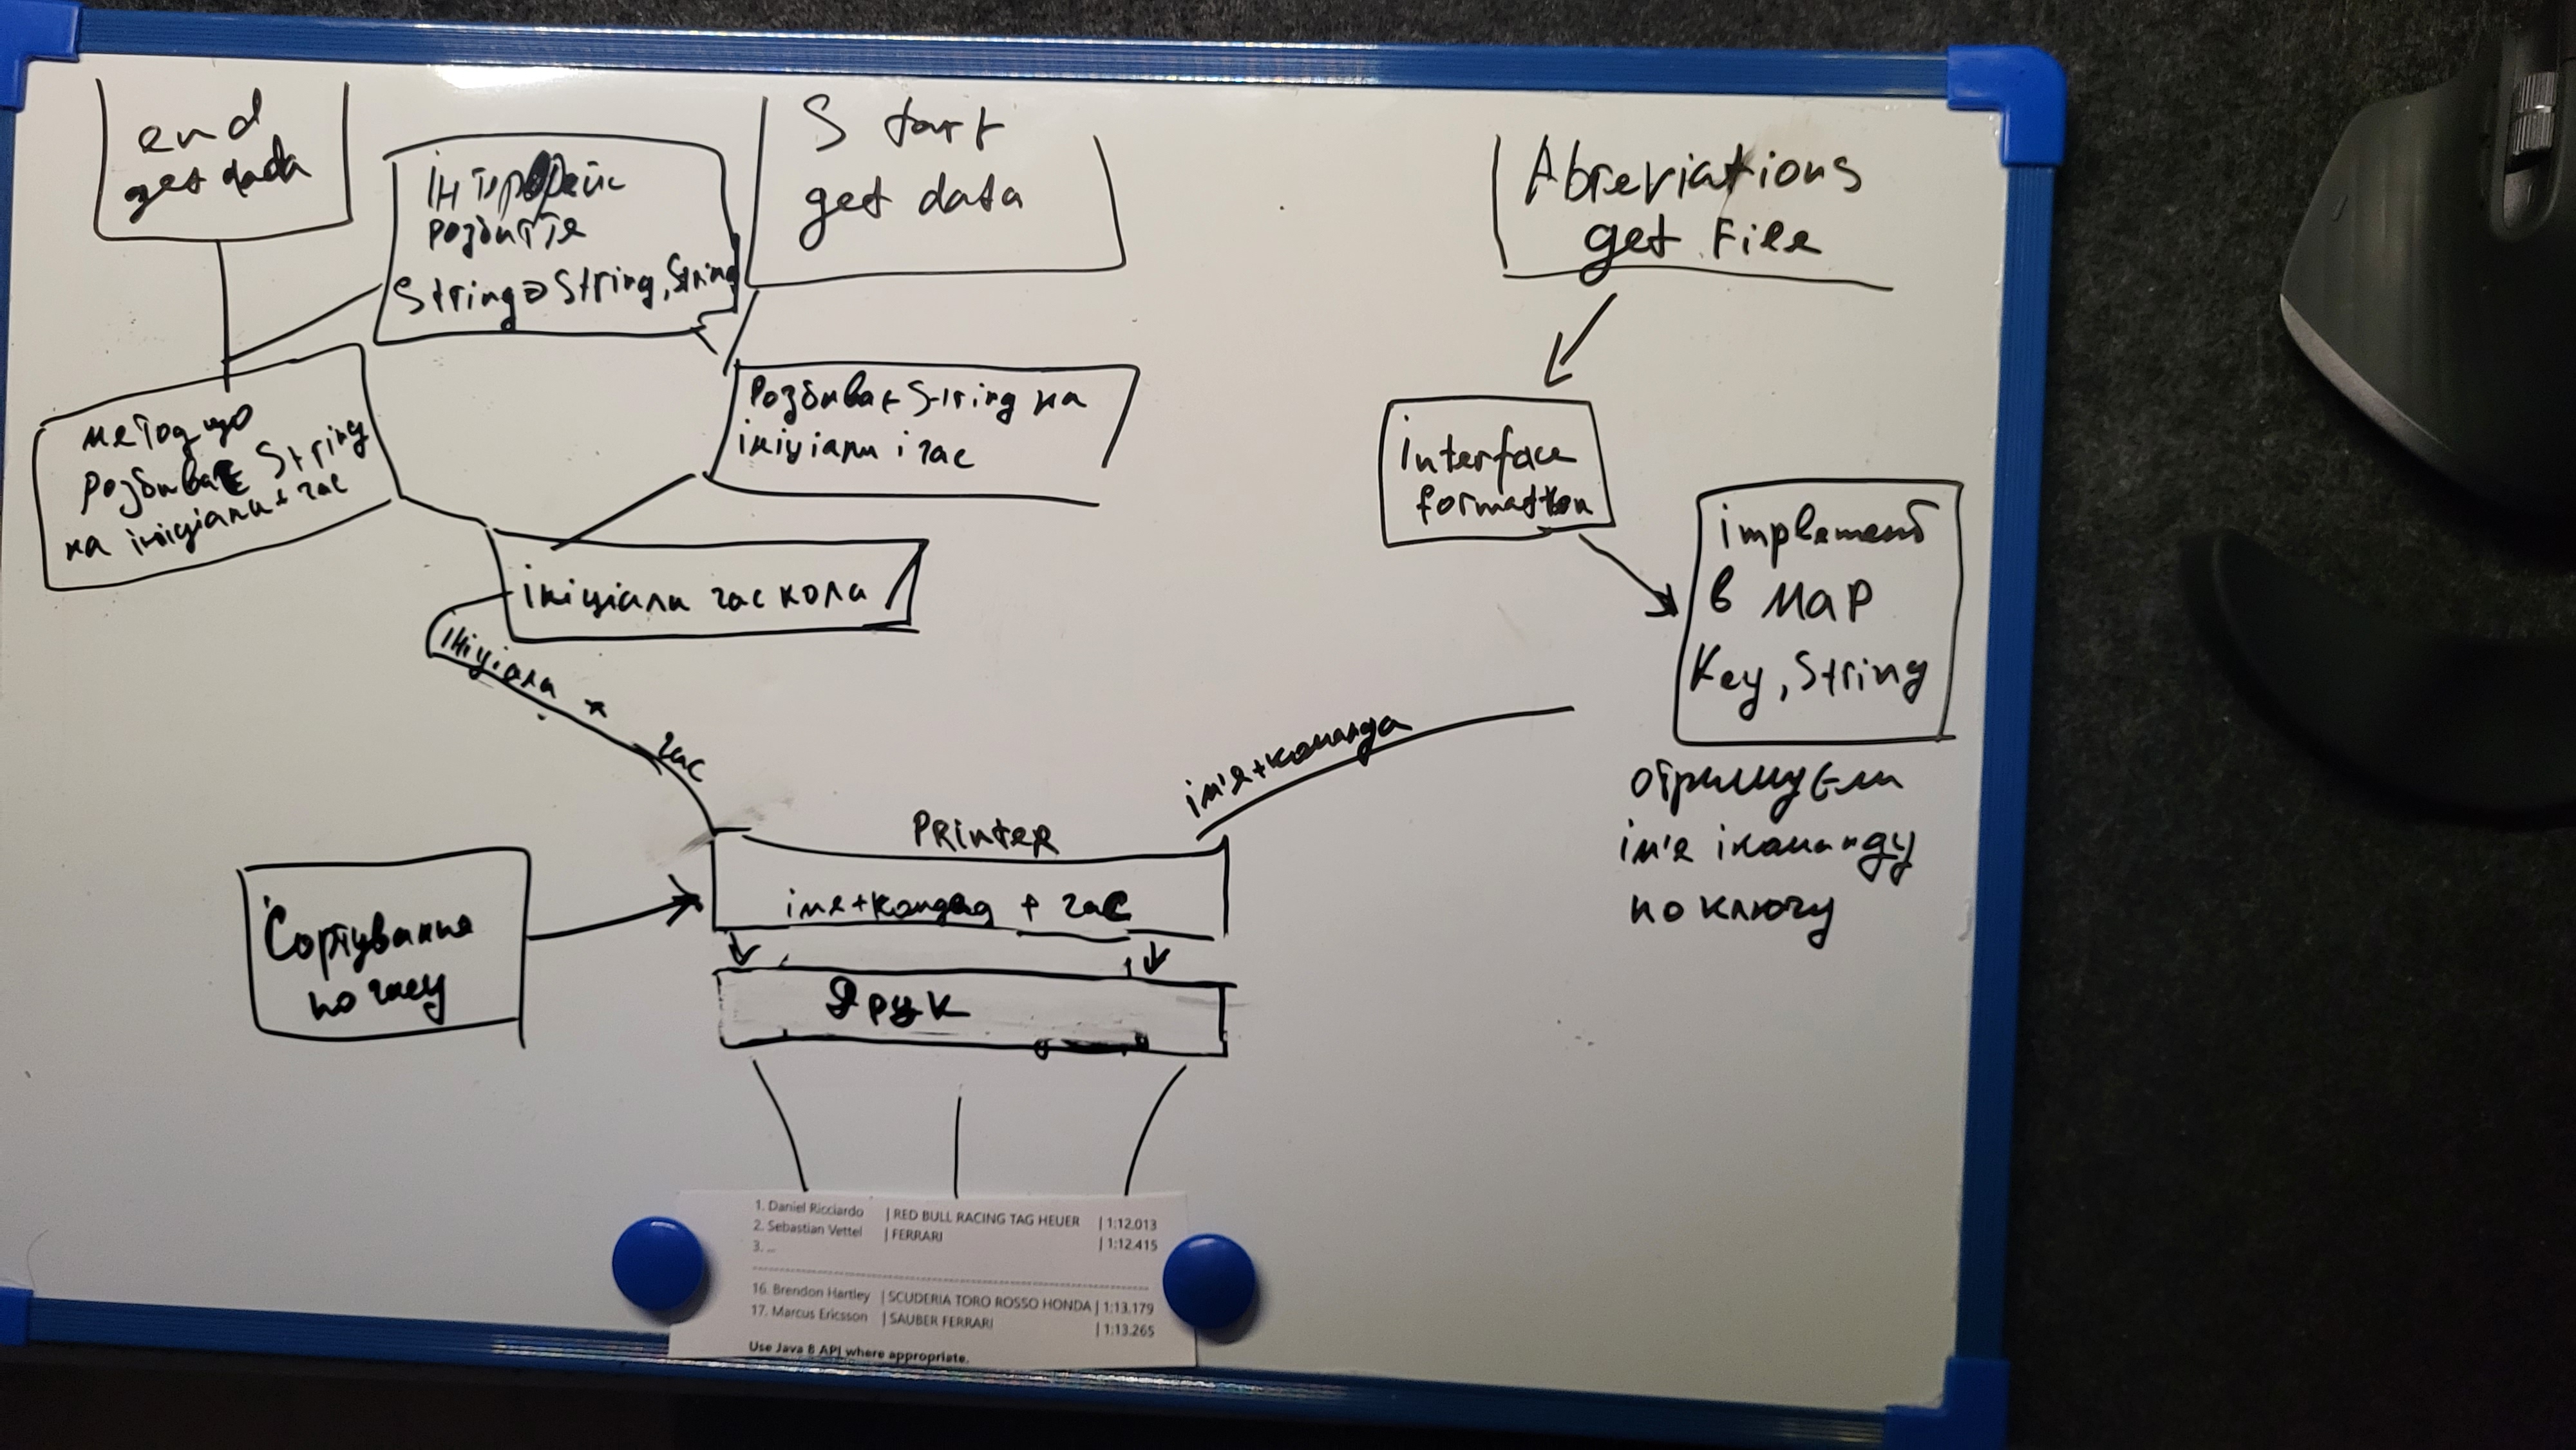 end
get data
Інтерфейс
розбиття
String → String, String
Start
get data
Abreviations
get File
метод що
розбиває String
на ініціали + час
Розбиває String на
ініціали і час
interface
formatter
implement
в Map
Key, String
ініціали час кола
ініціали +
час
ім'я+команда
отримуєм
ім'я і команду
по ключу
PRinter
імя+команда + час
Сортування
по часу
Друк
1. Daniel Ricciardo | RED BULL RACING TAG HEUER | 1:12.013
2. Sebastian Vettel | FERRARI | 1:12.415
3. ...
------------------------------------------------------------------------
16. Brendon Hartley | SCUDERIA TORO ROSSO HONDA | 1:13.179
17. Marcus Ericsson | SAUBER FERRARI | 1:13.265
Use Java 8 API where appropriate.